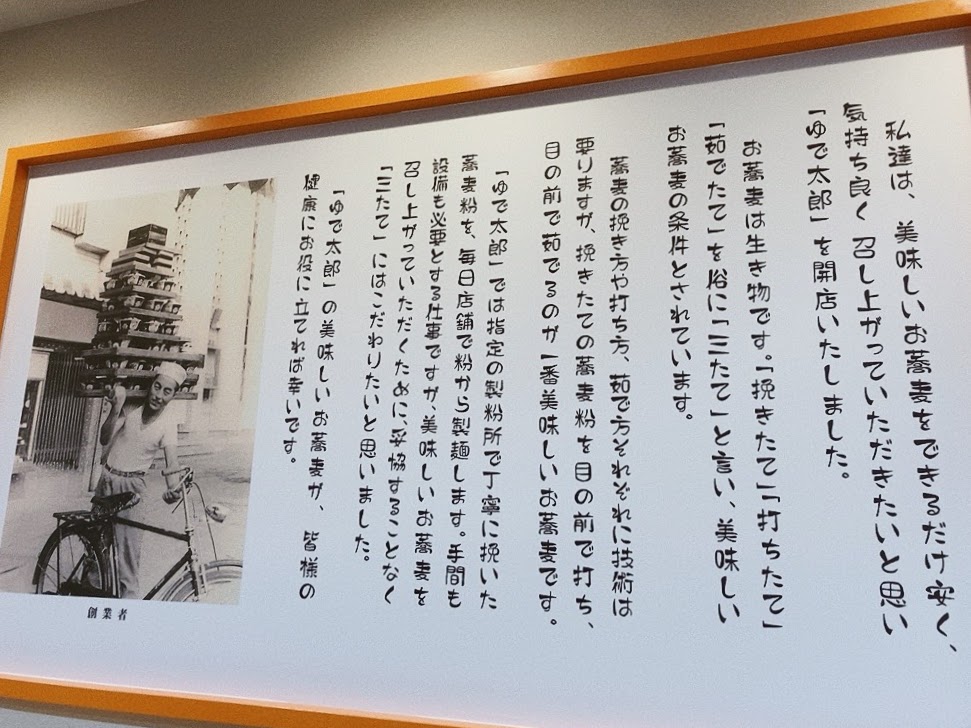 私達は、美味しいお蕎麦をできるだけ安く、
気持ち良く召し上がっていただきたいと思い
「ゆで太郎」を開店いたしました。
お蕎麦は生き物です。「挽きたて」「打ちたて」
「茹でたて」を俗に「三たて」と言い、美味しい
お蕎麦の条件とされています。
蕎麦の挽き方や打ち方、茹で方それぞれに技術は
要りますが、挽きたての蕎麦粉を目の前で打ち、
目の前で茹でるのが一番美味しいお蕎麦です。
「ゆで太郎」では指定の製粉所で丁寧に挽いた
蕎麦粉を、毎日店舗で粉から製麺します。手間も
設備も必要とする仕事ですが、美味しいお蕎麦を
召し上がっていただくために、妥協することなく
「三たて」にはこだわりたいと思いました。
「ゆで太郎」の美味しいお蕎麦が、皆様の
健康にお役に立てれば幸いです。
創業者